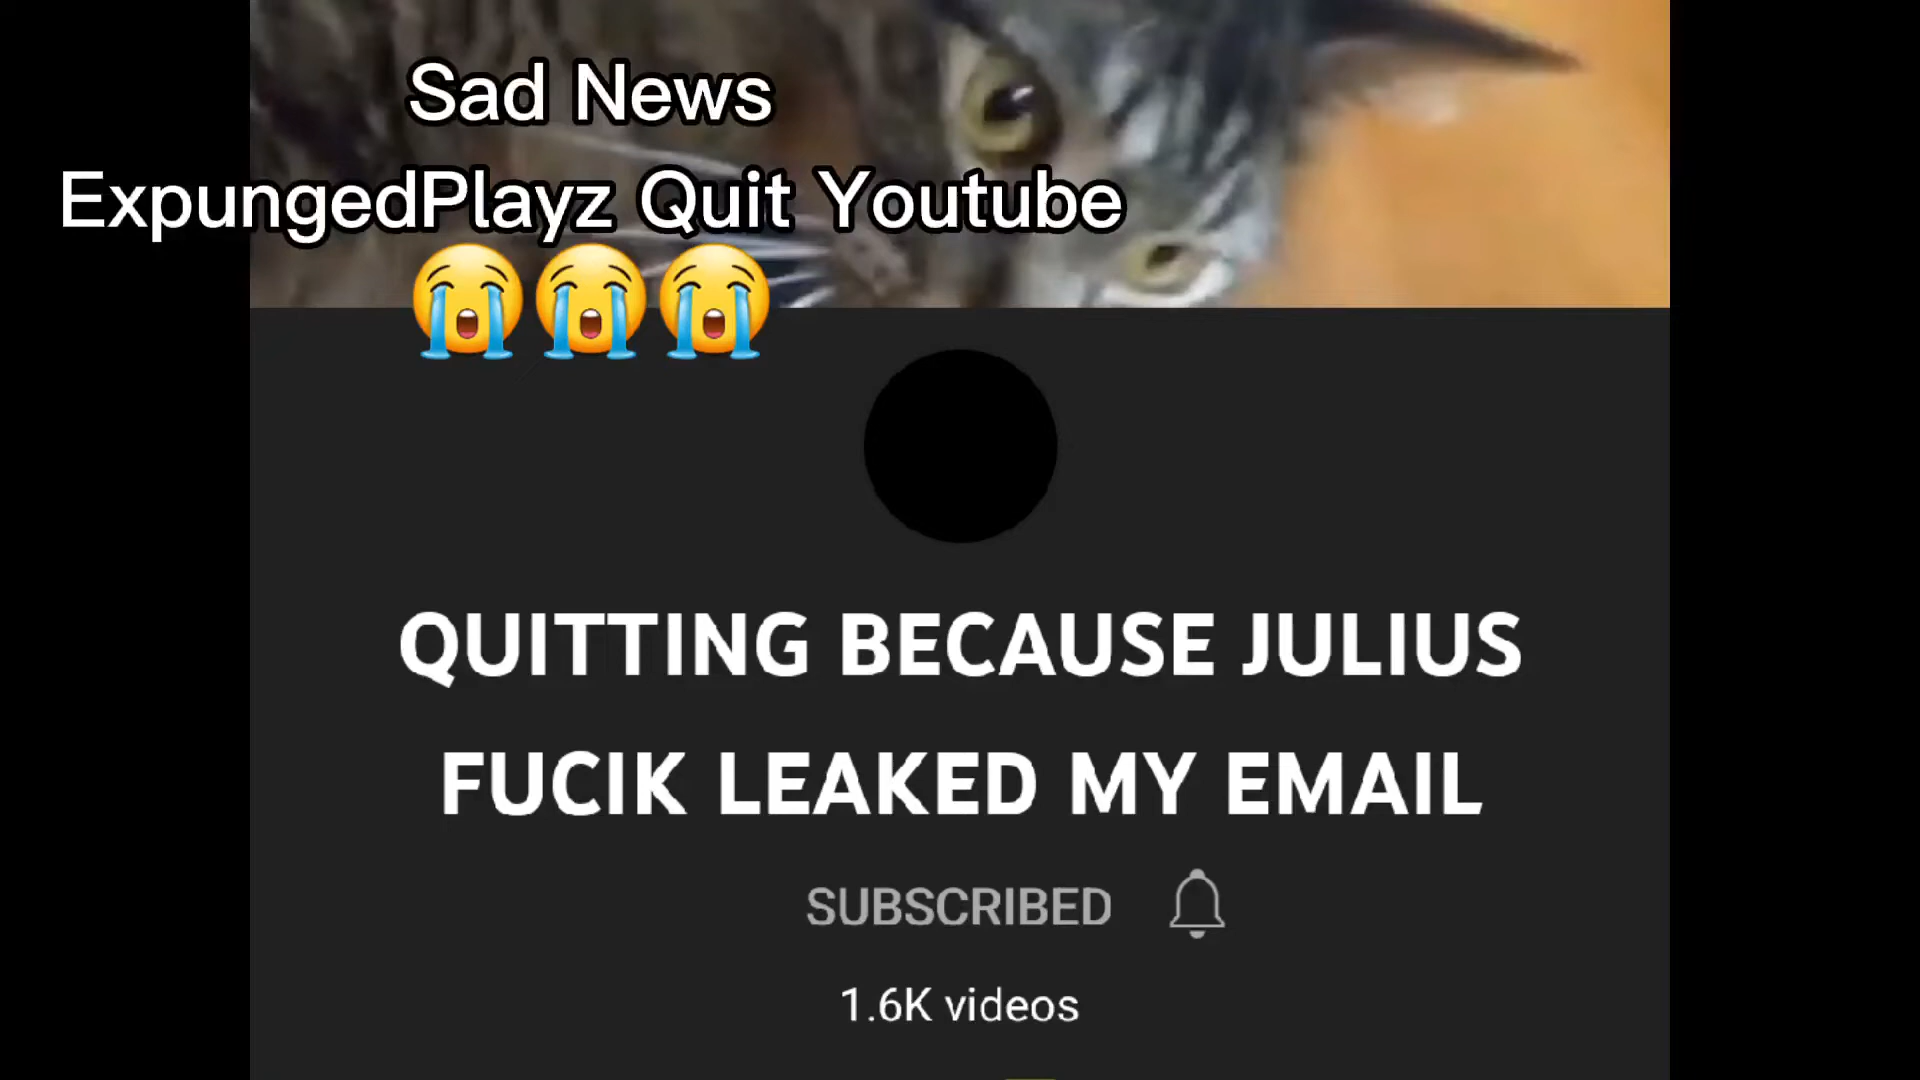 Sad News
ExpungedPlayz Quit Youtube
😭😭😭
QUITTING BECAUSE JULIUS
FUCIK LEAKED MY EMAIL
SUBSCRIBED
1.6K videos